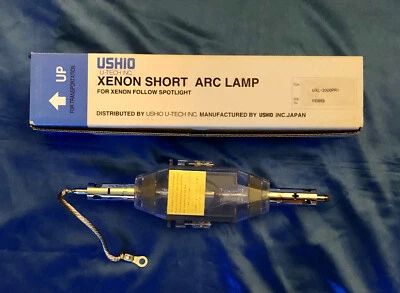 USHIO
U-TECH INC.
XENON SHORT ARC LAMP
FOR XENON FOLLOW SPOTLIGHT
DISTRIBUTED BY USHIO U-TECH INC. MANUFACTURED BY USHIO INC. JAPAN
UP
FOR TRANSPORTATION